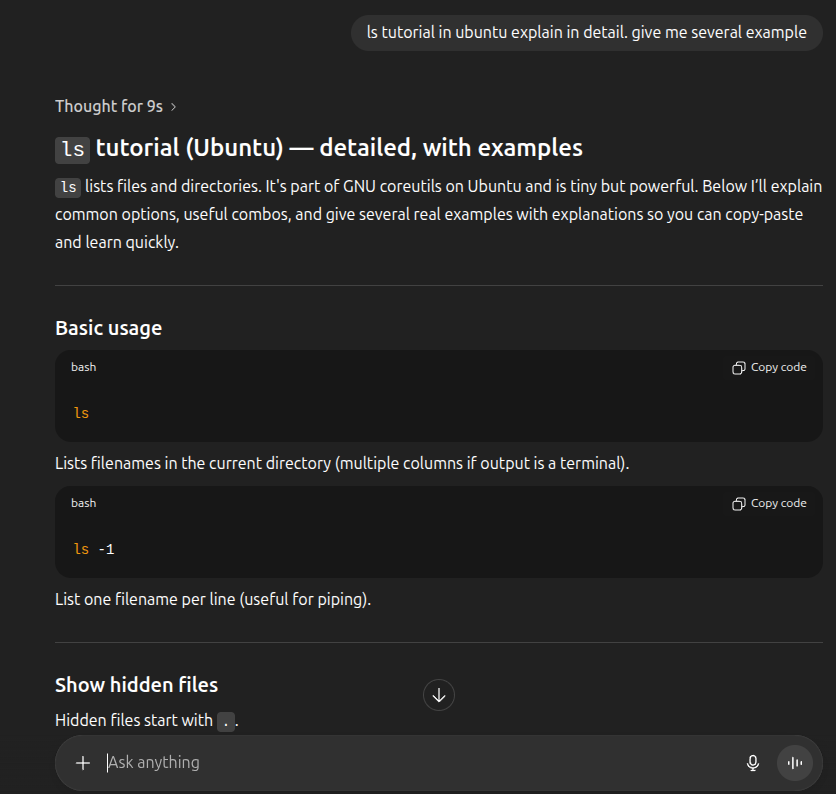 ls tutorial in ubuntu explain in detail. give me several example
Thought for 9s
ls tutorial (Ubuntu) — detailed, with examples
ls lists files and directories. It's part of GNU coreutils on Ubuntu and is tiny but powerful. Below I'll explain
common options, useful combos, and give several real examples with explanations so you can copy-paste
and learn quickly.
Basic usage
bash Copy code
ls
Lists filenames in the current directory (multiple columns if output is a terminal).
bash Copy code
ls -1
List one filename per line (useful for piping).
Show hidden files
Hidden files start with . .
Ask anything